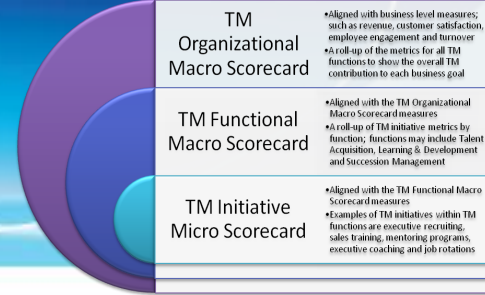 TM
Organizational
Macro Scorecard
•Aligned with business level measures;
such as revenue, customer satisfaction,
employee engagement and turnover
•A roll-up of the metrics for all TM
functions to show the overall TM
contribution to each business goal
TM Functional
Macro Scorecard
•Aligned with the TM Organizational
Macro Scorecard measures
•A roll-up of TM initiative metrics by
function; functions may include Talent
Acquisition, Learning & Development
and Succession Management
TM Initiative
Micro Scorecard
•Aligned with the TM Functional Macro
Scorecard measures
•Examples of TM initiatives within TM
functions are executive recruiting,
sales training, mentoring programs,
executive coaching and job rotations